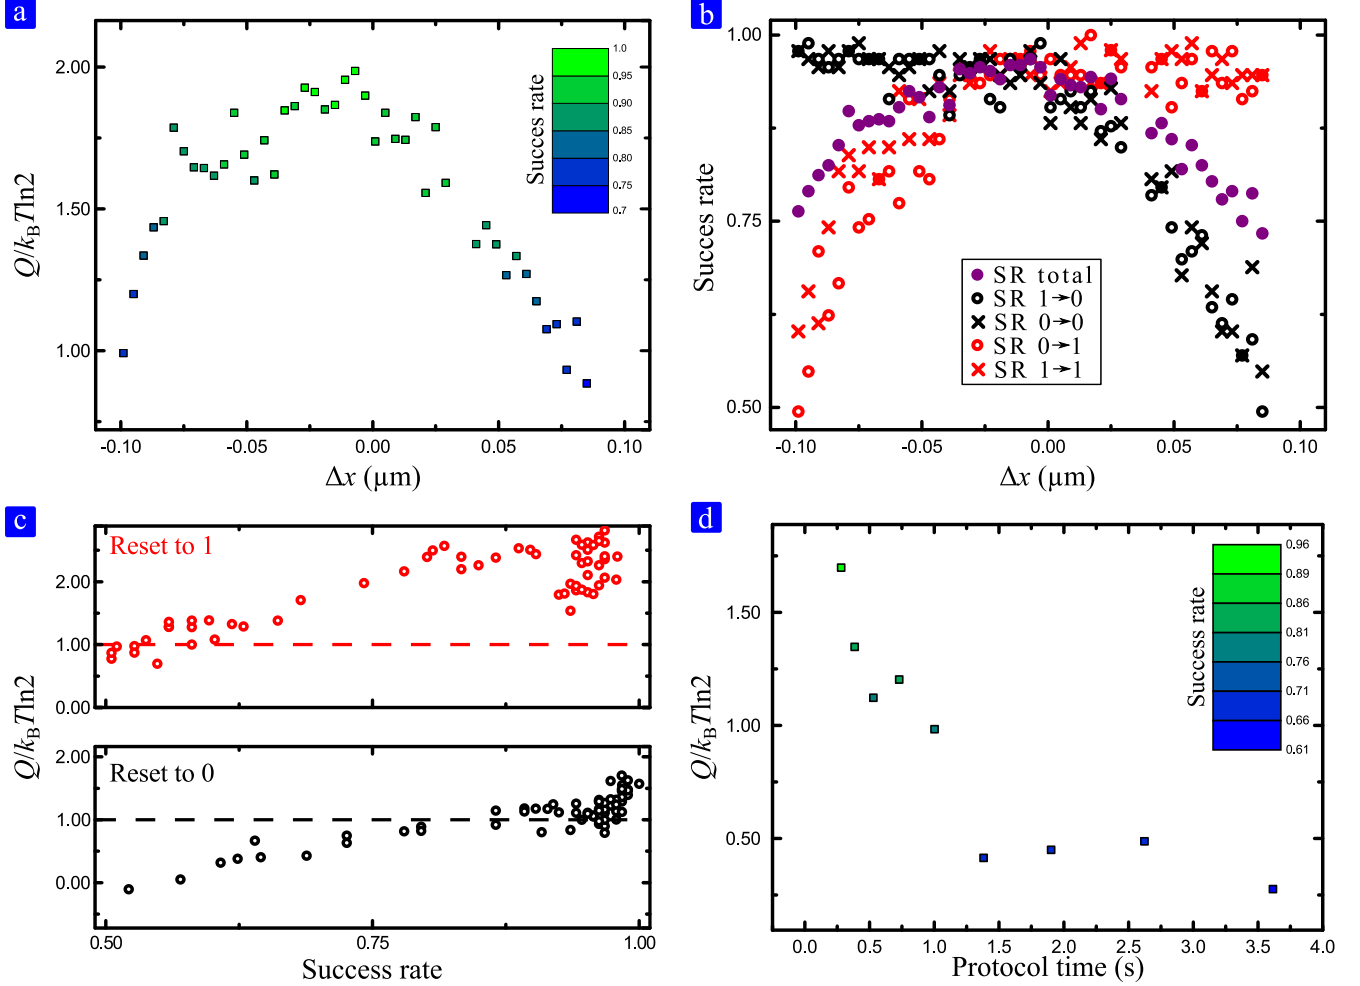 a
Q/kBTln2
2.00
1.50
1.00
-0.10
-0.05
0.00
0.05
0.10
Δx (µm)
Success rate
1.0
0.95
0.90
0.85
0.80
0.75
0.7
b
Succes rate
1.00
0.75
0.50
-0.10
-0.05
0.00
0.05
0.10
Δx (µm)
SR total
SR 1→0
SR 0→0
SR 0→1
SR 1→1
c
Q/kBTln2
Reset to 1
2.00
1.00
0.00
Reset to 0
2.00
1.00
0.00
0.50
0.75
1.00
Success rate
d
Q/kBTln2
1.50
1.00
0.50
0.0
0.5
1.0
1.5
2.0
2.5
3.0
3.5
4.0
Protocol time (s)
Success rate
0.96
0.89
0.86
0.81
0.76
0.71
0.66
0.61